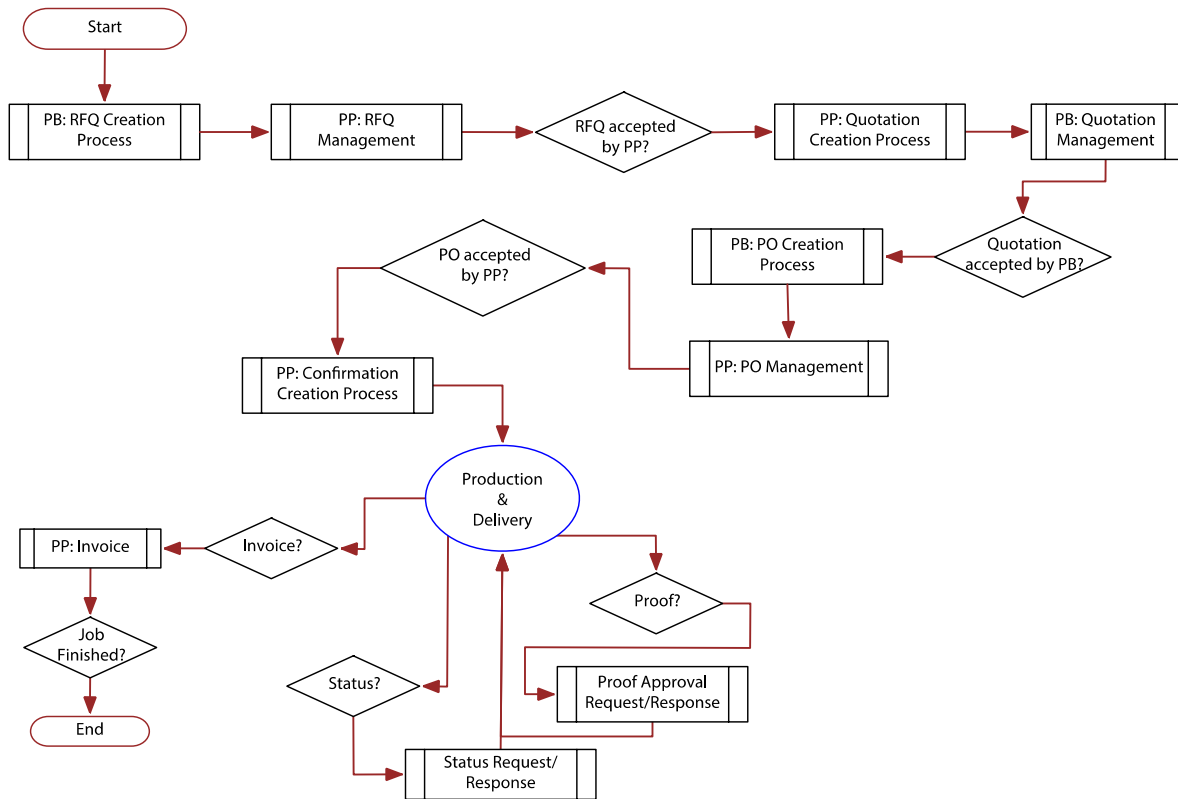 Start
PB: RFQ Creation
Process
PP: RFQ
Management
RFQ accepted
by PP?
PP: Quotation
Creation Process
PB: Quotation
Management
Quotation
accepted by PB?
PB: PO Creation
Process
PP: PO Management
PO accepted
by PP?
PP: Confirmation
Creation Process
Production
&
Delivery
Invoice?
PP: Invoice
Job
Finished?
End
Proof?
Proof Approval
Request/Response
Status?
Status Request/
Response